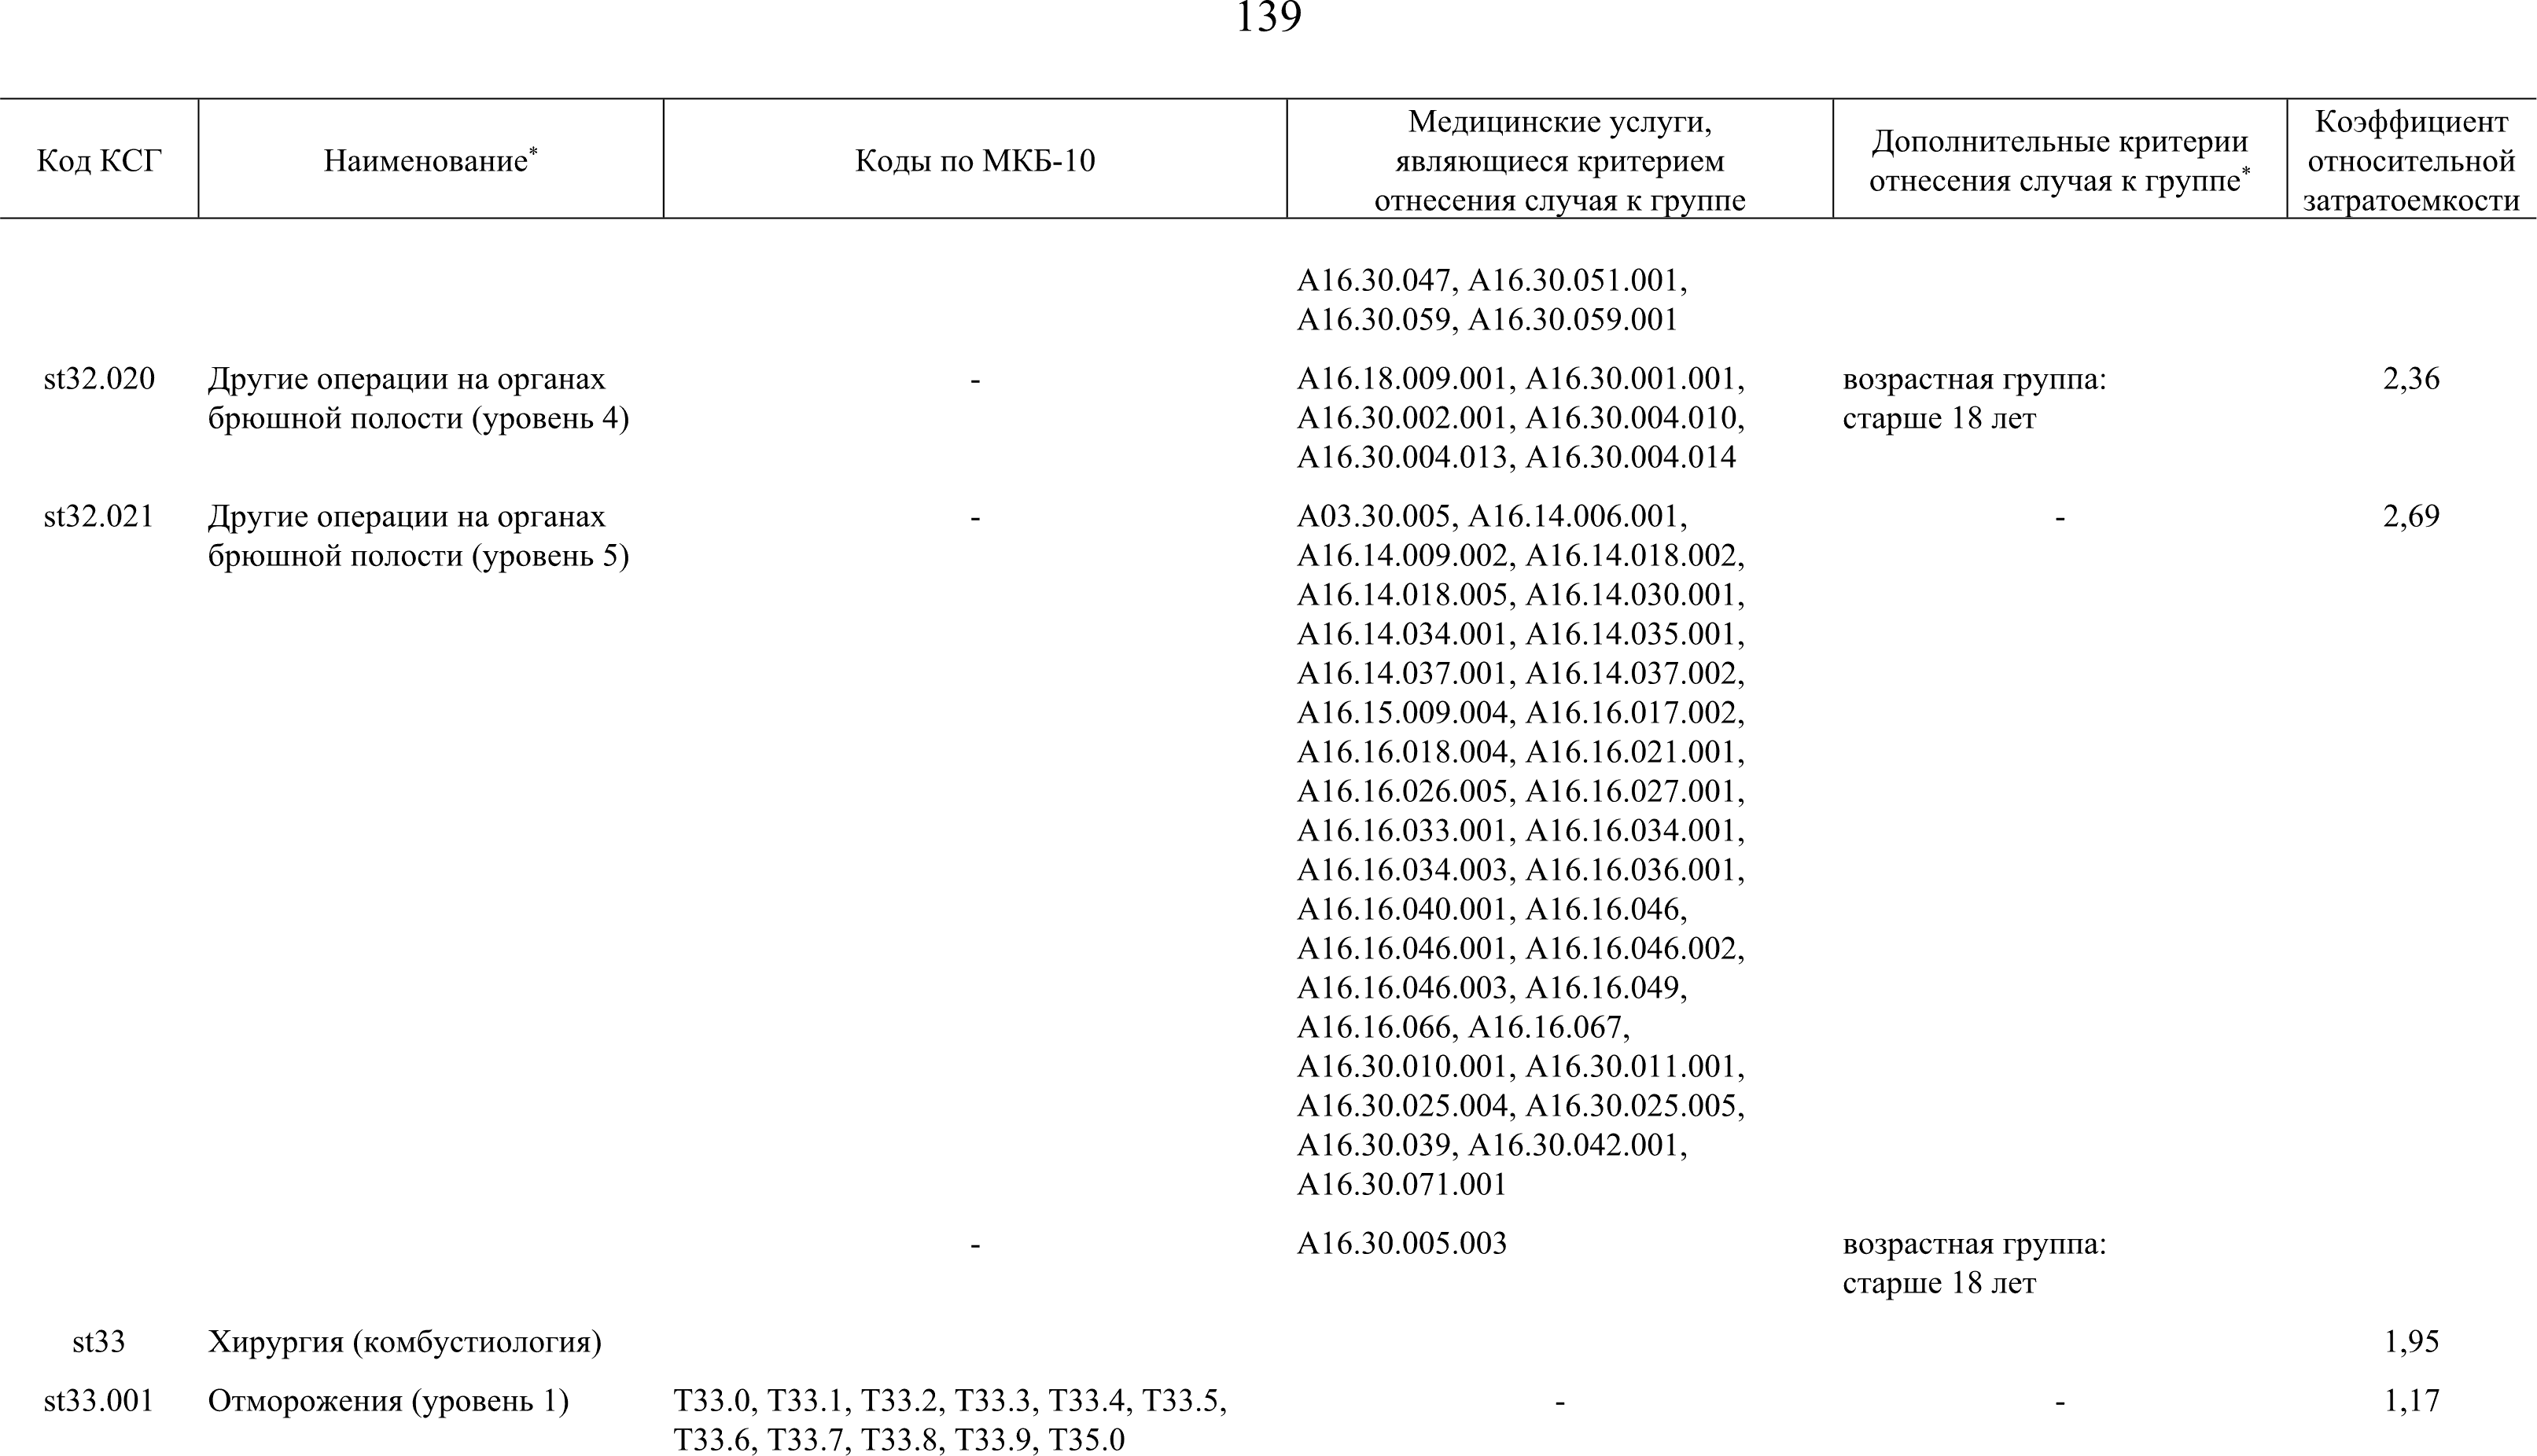 139
Код КСГ
Наименование*
Коды по МКБ-10
Медицинские услуги,
являющиеся критерием
отнесения случая к группе
Дополнительные критерии
отнесения случая к группе*
Коэффициент
относительной
затратоемкости
A16.30.047, A16.30.051.001,
A16.30.059, A16.30.059.001
st32.020
Другие операции на органах
брюшной полости (уровень 4)
-
A16.18.009.001, A16.30.001.001,
A16.30.002.001, A16.30.004.010,
A16.30.004.013, A16.30.004.014
возрастная группа:
старше 18 лет
2,36
st32.021
Другие операции на органах
брюшной полости (уровень 5)
-
A03.30.005, A16.14.006.001,
A16.14.009.002, A16.14.018.002,
A16.14.018.005, A16.14.030.001,
A16.14.034.001, A16.14.035.001,
A16.14.037.001, A16.14.037.002,
A16.15.009.004, A16.16.017.002,
A16.16.018.004, A16.16.021.001,
A16.16.026.005, A16.16.027.001,
A16.16.033.001, A16.16.034.001,
A16.16.034.003, A16.16.036.001,
A16.16.040.001, A16.16.046,
A16.16.046.001, A16.16.046.002,
A16.16.046.003, A16.16.049,
A16.16.066, A16.16.067,
A16.30.010.001, A16.30.011.001,
A16.30.025.004, A16.30.025.005,
A16.30.039, A16.30.042.001,
A16.30.071.001
-
2,69
-
A16.30.005.003
возрастная группа:
старше 18 лет
st33
Хирургия (комбустиология)
1,95
st33.001
Отморожения (уровень 1)
T33.0, T33.1, T33.2, T33.3, T33.4, T33.5,
T33.6, T33.7, T33.8, T33.9, T35.0
-
-
1,17